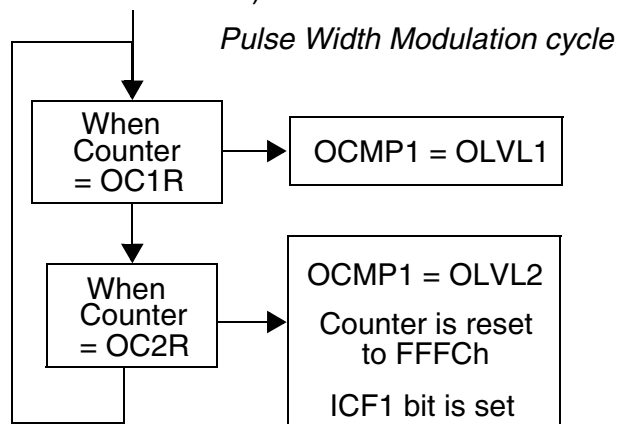 Pulse Width Modulation cycle
When
Counter
= OC1R
OCMP1 = OLVL1
When
Counter
= OC2R
OCMP1 = OLVL2
Counter is reset
to FFFCh
ICF1 bit is set